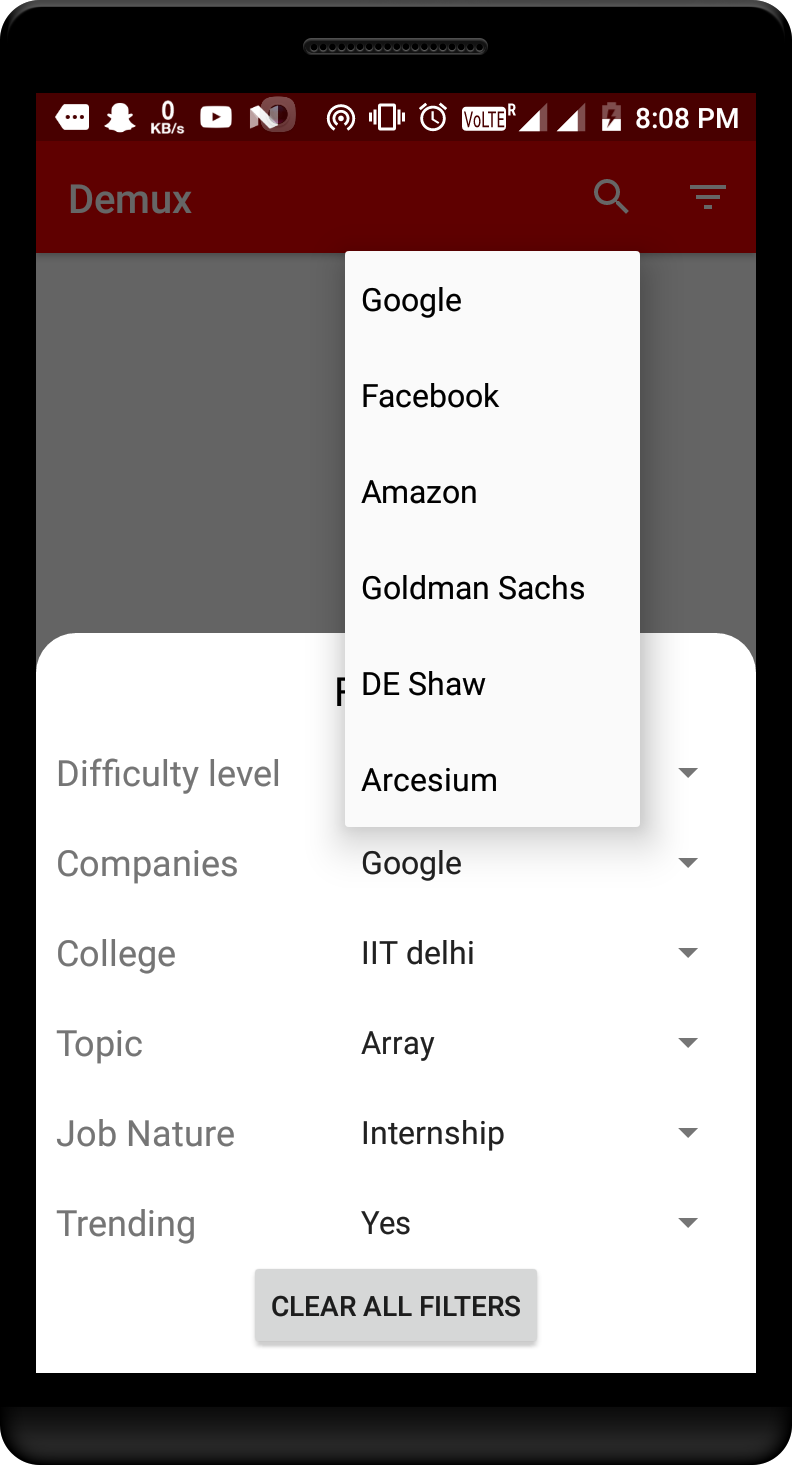 0
KB/s
VoLTE R
8:08 PM
Demux
Google
Facebook
Amazon
Goldman Sachs
DE Shaw
Arcesium
Difficulty level
Companies Google
College IIT delhi
Topic Array
Job Nature Internship
Trending Yes
CLEAR ALL FILTERS